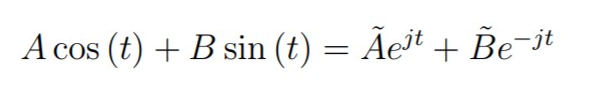 A cos (t) + B sin (t) = Ãe^{jt} + B̃e^{−jt}